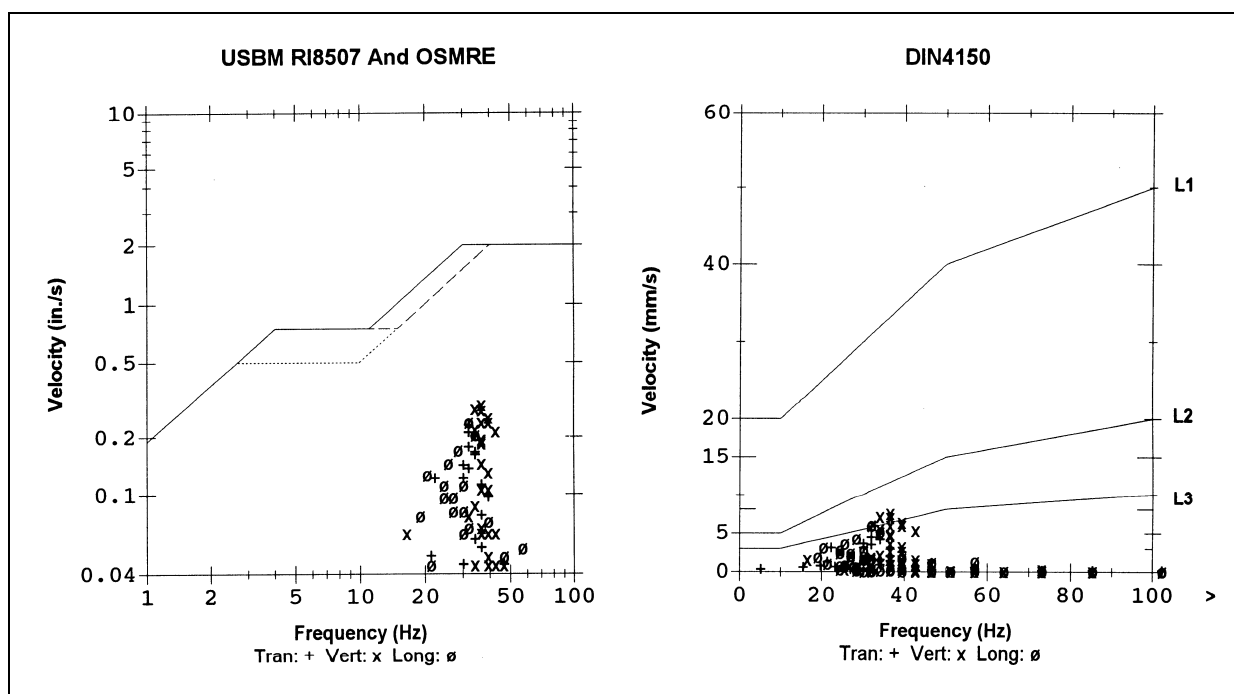 USBM RI8507 And OSMRE
10
5
2
1
0.5
0.2
0.1
0.04
Velocity (in./s)
1 2 5 10 20 50 100
Frequency (Hz)
Tran: + Vert: x Long: ø
DIN4150
60
40
20
15
5
0
Velocity (mm/s)
L1
L2
L3
0 20 40 60 80 100 >
Frequency (Hz)
Tran: + Vert: x Long: ø